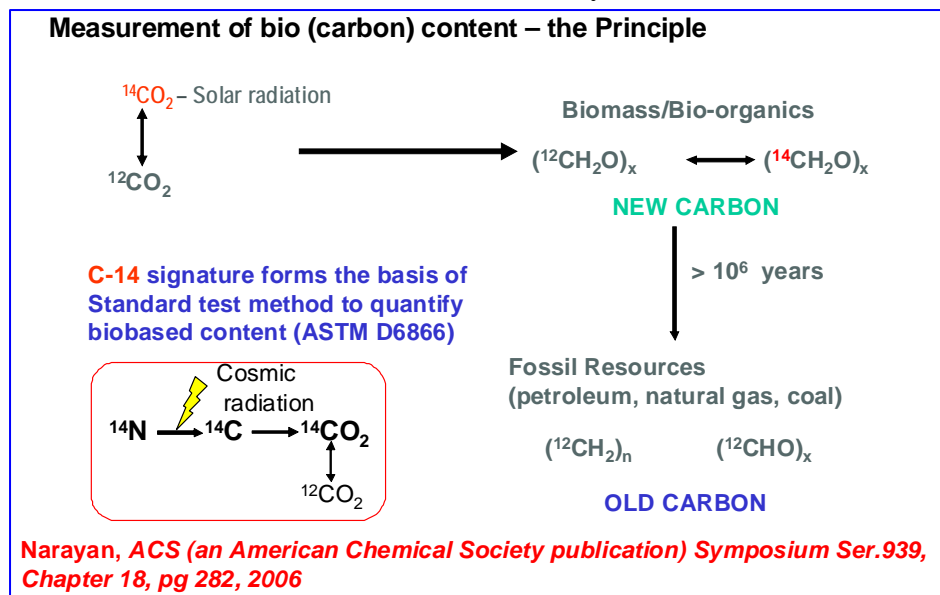 Measurement of bio (carbon) content – the Principle
¹⁴CO₂ – Solar radiation
¹²CO₂
Biomass/Bio-organics
(¹²CH₂O)ₓ (¹⁴CH₂O)ₓ
NEW CARBON
> 10⁶ years
C-14 signature forms the basis of
Standard test method to quantify
biobased content (ASTM D6866)
Cosmic
radiation
¹⁴N ¹⁴C ¹⁴CO₂
¹²CO₂
Fossil Resources
(petroleum, natural gas, coal)
(¹²CH₂)ₙ (¹²CHO)ₓ
OLD CARBON
Narayan, ACS (an American Chemical Society publication) Symposium Ser.939,
Chapter 18, pg 282, 2006